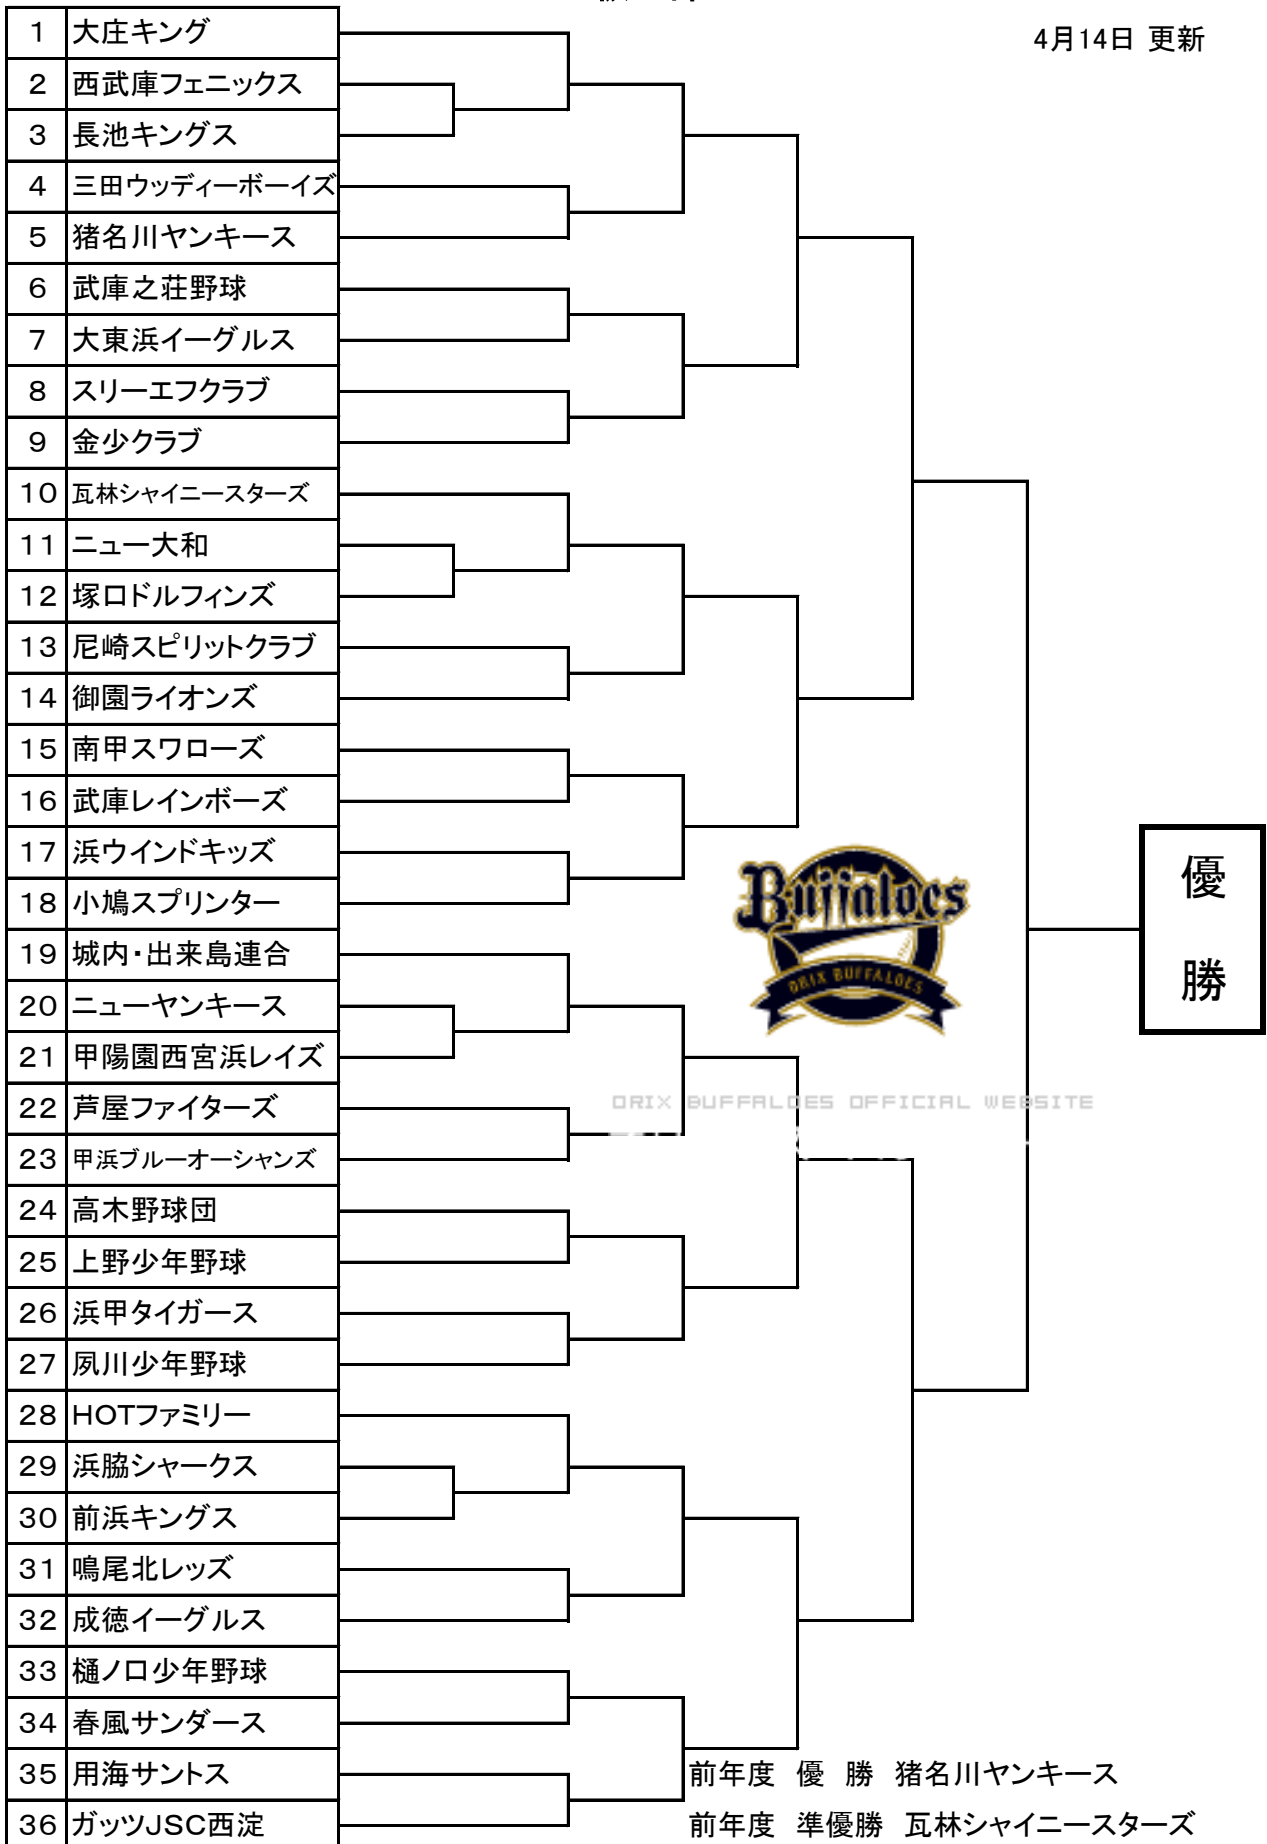 4月14日 更新
1 大庄キング
2 西武庫フェニックス
3 長池キングス
4 三田ウッディーボーイズ
5 猪名川ヤンキース
6 武庫之荘野球
7 大東浜イーグルス
8 スリーエフクラブ
9 金少クラブ
10 瓦林シャイニースターズ
11 ニュー大和
12 塚口ドルフィンズ
13 尼崎スピリットクラブ
14 御園ライオンズ
15 南甲スワローズ
16 武庫レインボーズ
17 浜ウインドキッズ
18 小鳩スプリンター
19 城内・出来島連合
20 ニューヤンキース
21 甲陽園西宮浜レイズ
22 芦屋ファイターズ
23 甲浜ブルーオーシャンズ
24 高木野球団
25 上野少年野球
26 浜甲タイガース
27 夙川少年野球
28 HOTファミリー
29 浜脇シャークス
30 前浜キングス
31 鳴尾北レッズ
32 成徳イーグルス
33 樋ノ口少年野球
34 春風サンダース
35 用海サントス
36 ガッツJSC西淀
Buffaloes
ORIX BUFFALOES
ORIX BUFFALOES OFFICIAL WEBSITE
優
勝
前年度 優 勝 猪名川ヤンキース
前年度 準優勝 瓦林シャイニースターズ